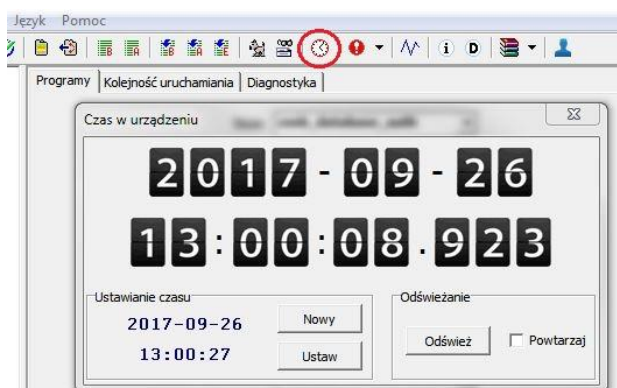 Język Pomoc
B A B A E i D
Programy Kolejność uruchamiania Diagnostyka
Czas w urządzeniu
2017-09-26
13:00:08.923
Ustawianie czasu Odświeżanie
2017-09-26 Nowy
13:00:27 Ustaw Odśwież Powtarzaj